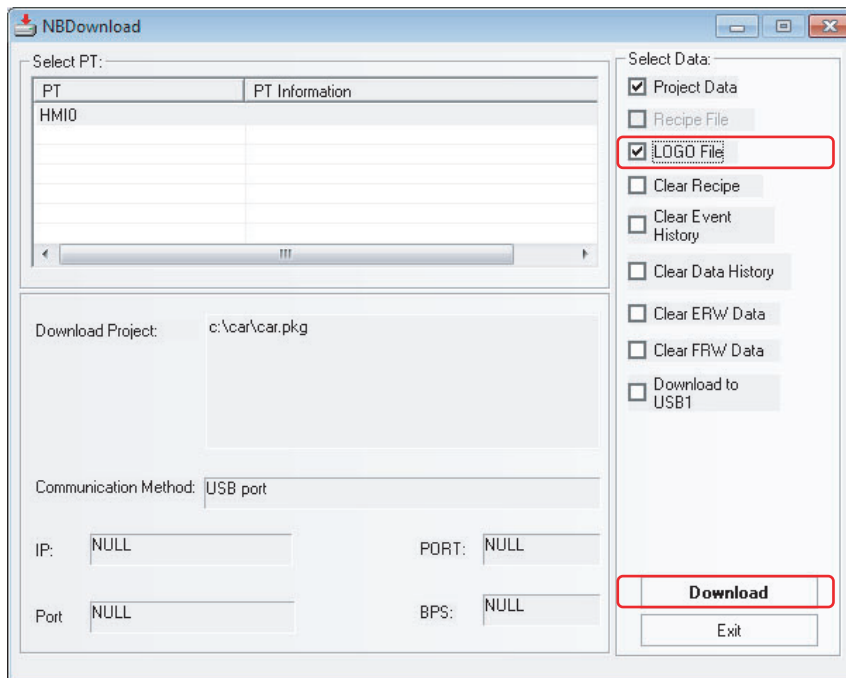 NBDownload
Select PT:
PT
PT Information
HMI0
Download Project:
c:\car\car.pkg
Communication Method:
USB port
IP:
NULL
PORT:
NULL
Port
NULL
BPS:
NULL
Select Data:
Project Data
Recipe File
LOGO File
Clear Recipe
Clear Event
History
Clear Data History
Clear ERW Data
Clear FRW Data
Download to
USB1
Download
Exit